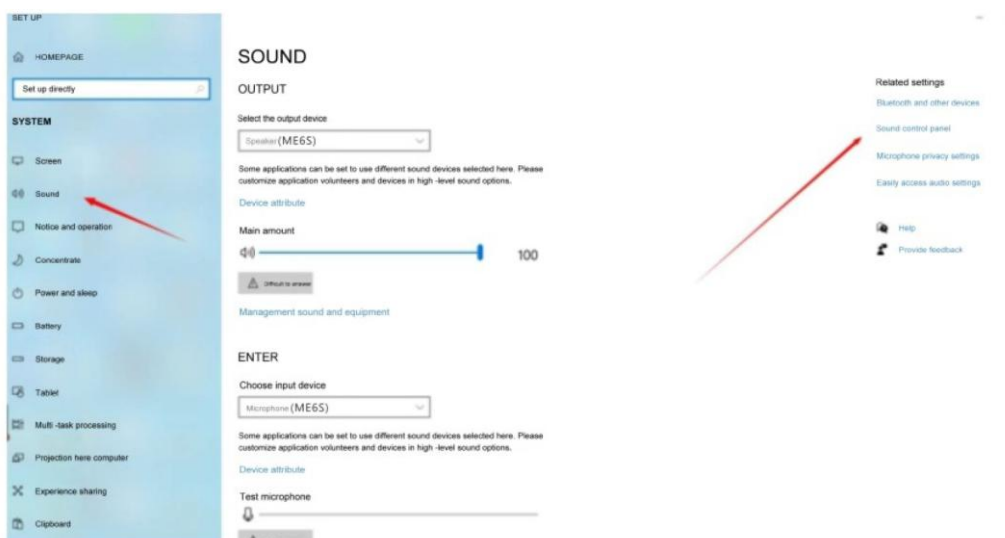 SET UP
HOMEPAGE
Set up directly
SYSTEM
Screen
Sound
Notice and operation
Concentrate
Power and sleep
Battery
Storage
Tablet
Multi -task processing
Projection here computer
Experience sharing
Clipboard
SOUND
OUTPUT
Select the output device
Speaker(ME6S)
Some applications can be set to use different sound devices selected here. Please
customize application volunteers and devices in high -level sound options.
Device attribute
Main amount
100
Difficult to answer
Management sound and equipment
ENTER
Choose input device
Microphone(ME6S)
Some applications can be set to use different sound devices selected here. Please
customize application volunteers and devices in high -level sound options.
Device attribute
Test microphone
Related settings
Bluetooth and other devices
Sound control panel
Microphone privacy settings
Easily access audio settings
Help
Provide feedback